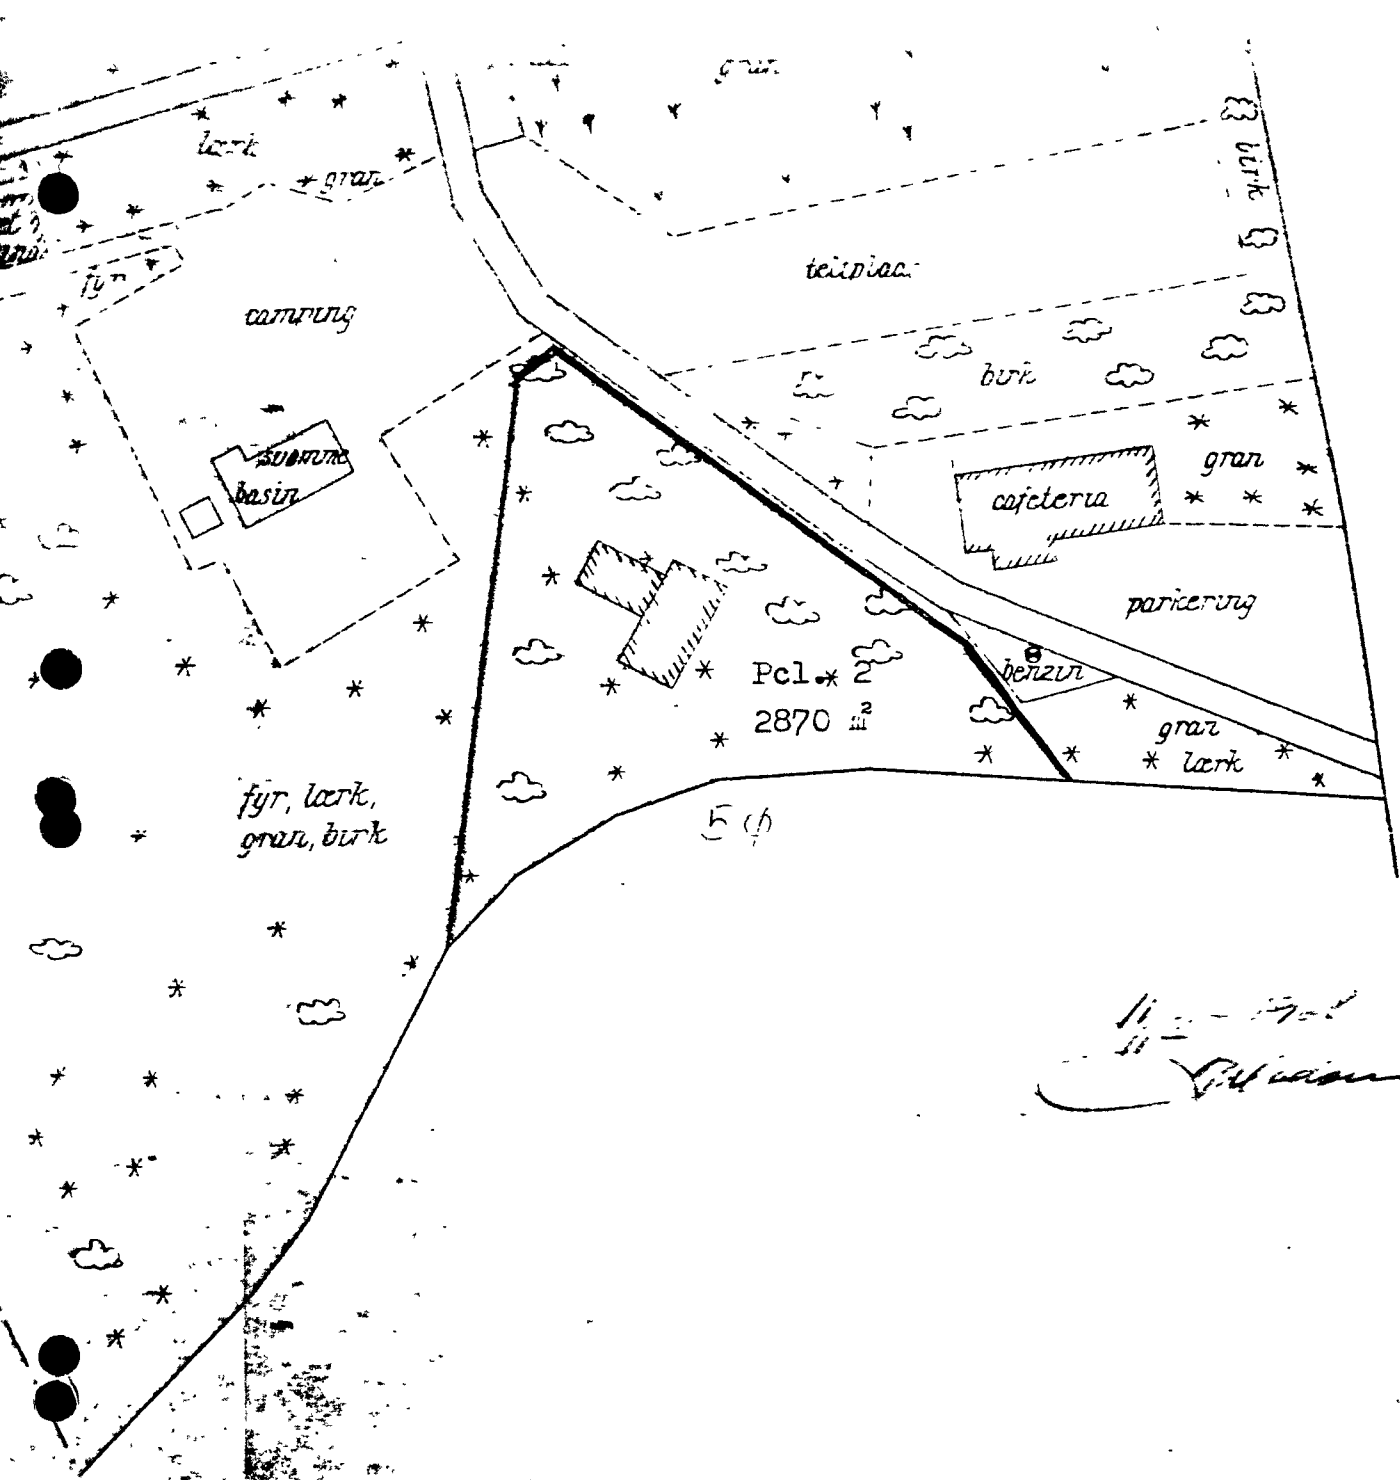 gran
lærk
gran
birk
fyr
camping
teltplads
birk
svømme
basin
gran
cafeteria
parkering
benzin
Pcl. 2
2870 m²
gran
lærk
fyr, lærk,
gran, birk
5 φ